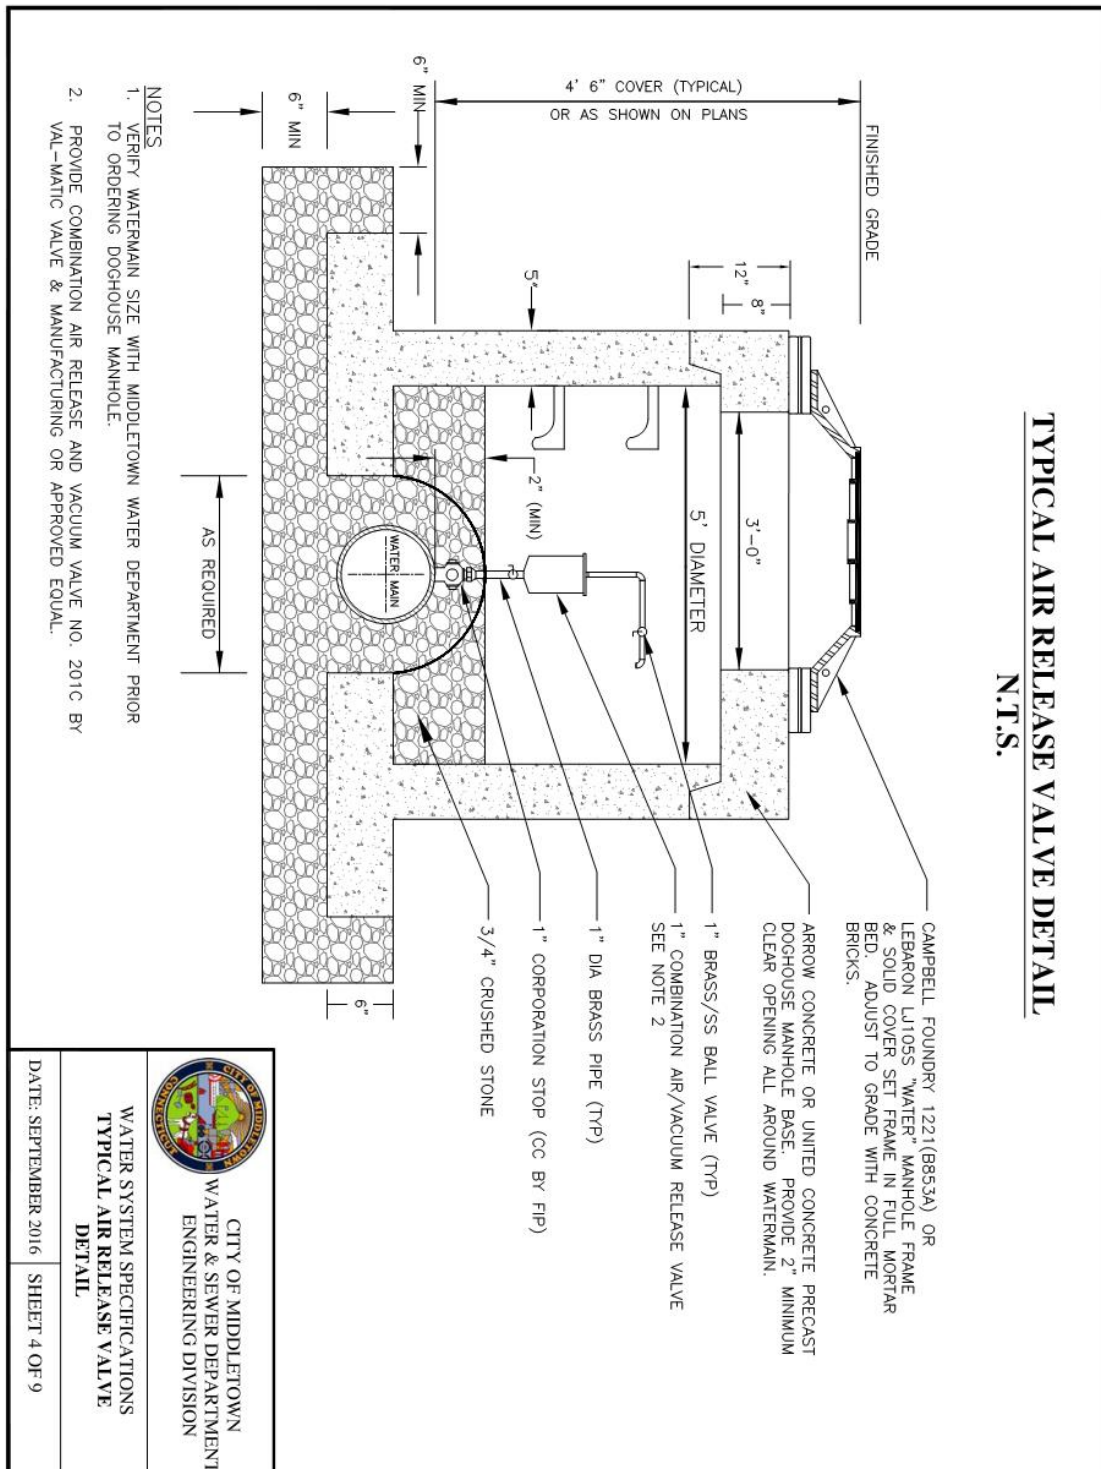 TYPICAL AIR RELEASE VALVE DETAIL
N.T.S.
FINISHED GRADE
4' 6" COVER (TYPICAL)
OR AS SHOWN ON PLANS
6" MIN
6" MIN
12"
8"
5"
3'-0"
5' DIAMETER
2" (MIN)
WATER MAIN
AS REQUIRED
6"
CAMPBELL FOUNDRY 1221(B853A) OR
LEBARON LJ105S "WATER" MANHOLE FRAME
& SOLID COVER SET FRAME IN FULL MORTAR
BED. ADJUST TO GRADE WITH CONCRETE
BRICKS.
ARROW CONCRETE OR UNITED CONCRETE PRECAST
DOGHOUSE MANHOLE BASE. PROVIDE 2" MINIMUM
CLEAR OPENING ALL AROUND WATERMAIN.
1" BRASS/SS BALL VALVE (TYP)
1" COMBINATION AIR/VACUUM RELEASE VALVE
SEE NOTE 2
1" DIA BRASS PIPE (TYP)
1" CORPORATION STOP (CC BY FIP)
3/4" CRUSHED STONE
NOTES
1. VERIFY WATERMAIN SIZE WITH MIDDLETOWN WATER DEPARTMENT PRIOR
TO ORDERING DOGHOUSE MANHOLE.
2. PROVIDE COMBINATION AIR RELEASE AND VACUUM VALVE NO. 201C BY
VAL-MATIC VALVE & MANUFACTURING OR APPROVED EQUAL.
CITY OF MIDDLETOWN
CONNECTICUT
CITY OF MIDDLETOWN
WATER & SEWER DEPARTMENT
ENGINEERING DIVISION
WATER SYSTEM SPECIFICATIONS
TYPICAL AIR RELEASE VALVE
DETAIL
DATE: SEPTEMBER 2016
SHEET 4 OF 9